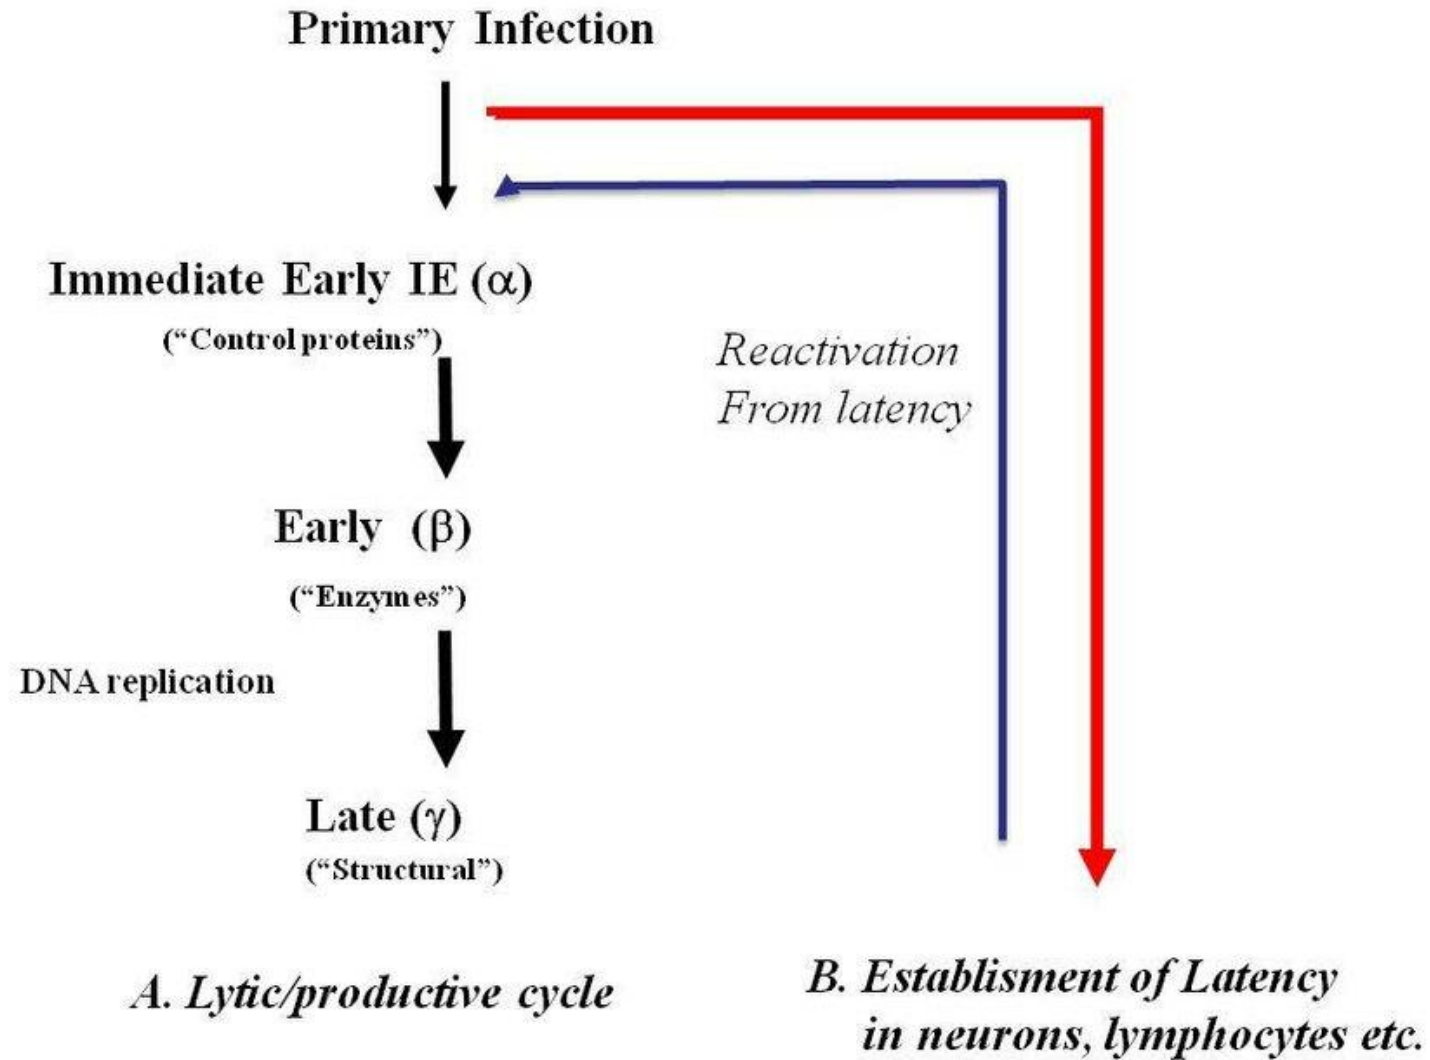 Primary Infection
Immediate Early IE (α)
(“Control proteins”)
Reactivation
From latency
Early (β)
(“Enzymes”)
DNA replication
Late (γ)
(“Structural”)
A. Lytic/productive cycle
B. Establisment of Latency
in neurons, lymphocytes etc.